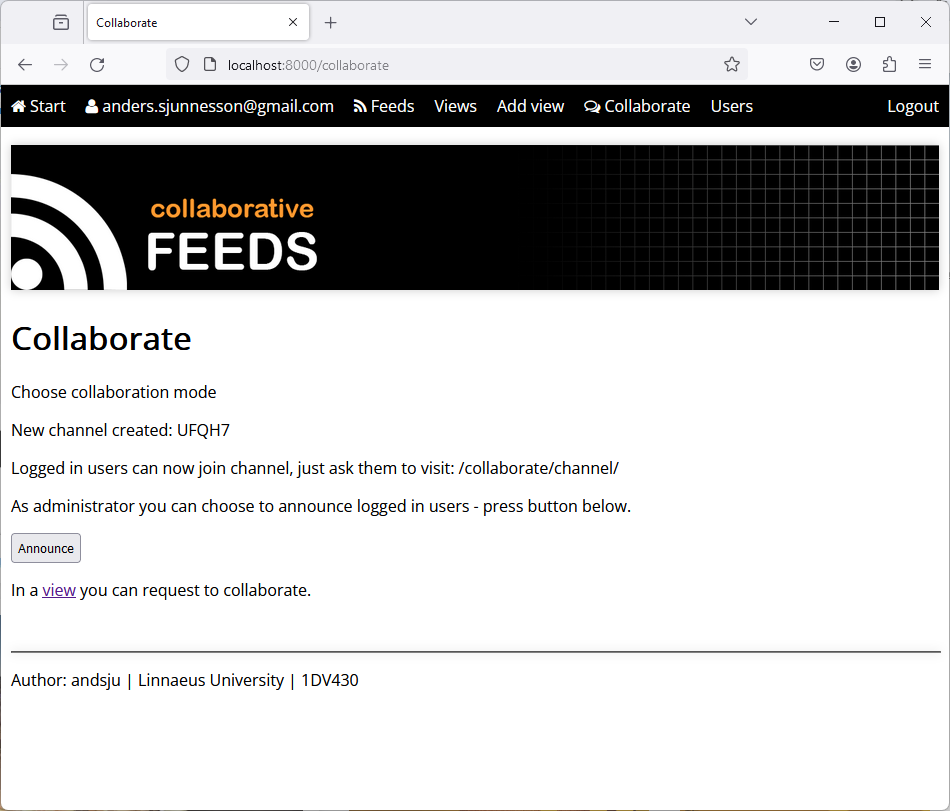 Collaborate
localhost:8000/collaborate
Start anders.sjunnesson@gmail.com Feeds Views Add view Collaborate Users Logout
collaborative
FEEDS
Collaborate
Choose collaboration mode
New channel created: UFQH7
Logged in users can now join channel, just ask them to visit: /collaborate/channel/
As administrator you can choose to announce logged in users - press button below.
Announce
In a view you can request to collaborate.
Author: andsju | Linnaeus University | 1DV430